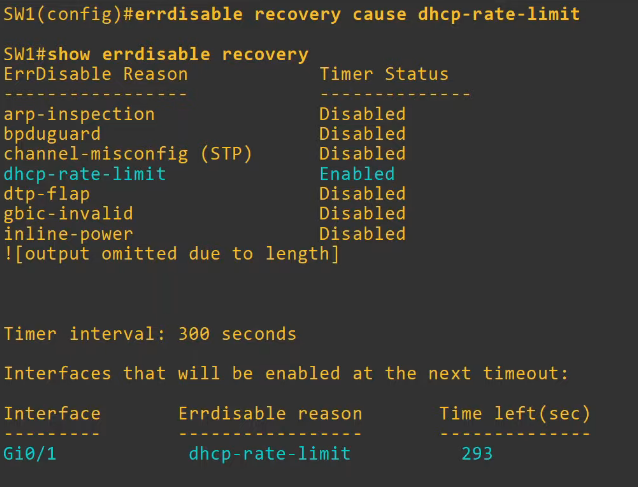 SW1(config)#errdisable recovery cause dhcp-rate-limit
SW1#show errdisable recovery
ErrDisable Reason            Timer Status
-----------------            --------------
arp-inspection               Disabled
bpduguard                    Disabled
channel-misconfig (STP)      Disabled
dhcp-rate-limit              Enabled
dtp-flap                     Disabled
gbic-invalid                 Disabled
inline-power                 Disabled
![output omitted due to length]
Timer interval: 300 seconds
Interfaces that will be enabled at the next timeout:
Interface       Errdisable reason       Time left(sec)
---------       -----------------       --------------
Gi0/1            dhcp-rate-limit          293